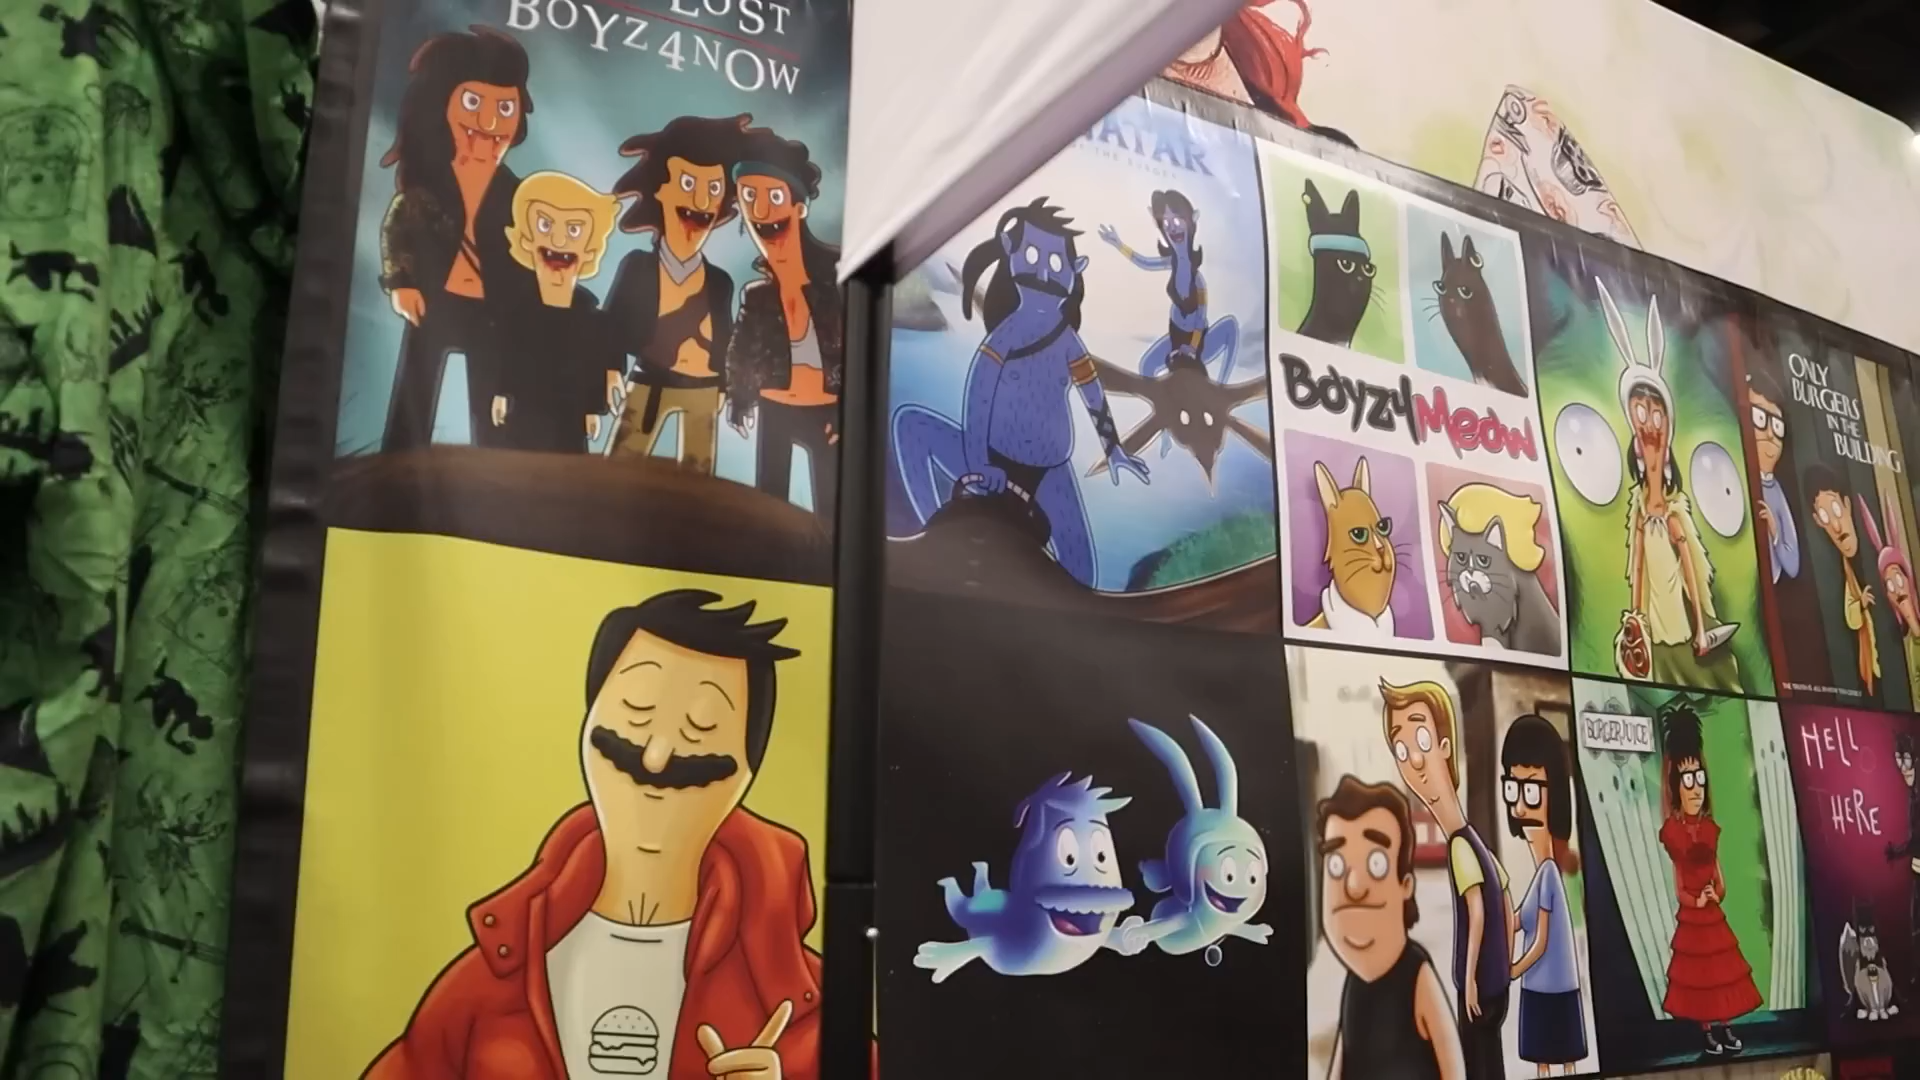 LOST
BOYZ 4 NOW
ATAR
Boyz4Meow
ONLY
BURGERS
IN THE
BUILDING
BURGERJUICE
HELL
HERE